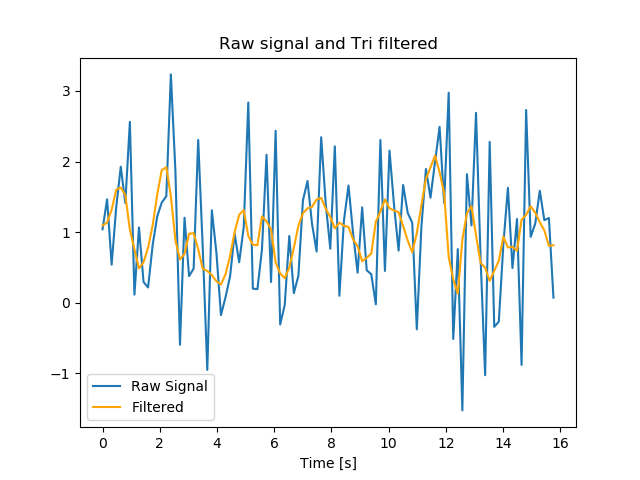 Raw signal and Tri filtered
3
2
1
0
−1
Raw Signal
Filtered
0 2 4 6 8 10 12 14 16
Time [s]